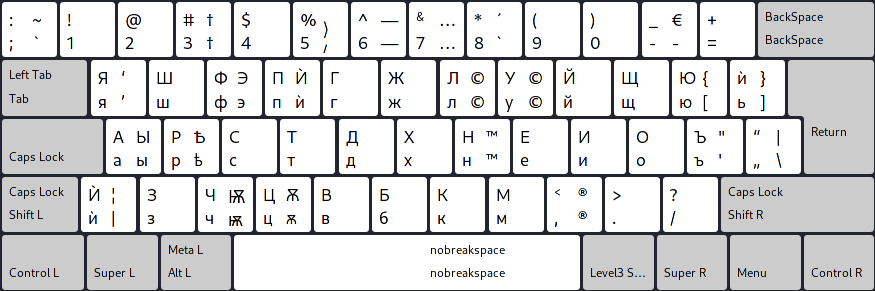 : ~ ! @ # † $ % ) ^ — & … * ´ ( ) _ € + BackSpace
; ` 1 2 3 † 4 5 , 6 — 7 … 8 ` 9 0 - - = BackSpace
Left Tab Я ‘ Ш Ф Э П Ѝ Г Ж Л © У © Й Щ Ю { ѝ }
Tab я ’ ш ф э п ѝ г ж л © у © й щ ю [ ь ]
А Ы Р Ѣ С Т Д Х Н ™ Е И О Ъ " “ | Return
Caps Lock а ы р ѣ с т д х н ™ е и о ъ ' „ \
Caps Lock Ѝ ¦ З Ч Ѭ Ц Ѫ В Б К М < ® > ? Caps Lock
Shift L ѝ | з ч ѭ ц ѫ в б к м , ® . / Shift R
Meta L nobreakspace
Control L Super L Alt L nobreakspace Level3 S… Super R Menu Control R